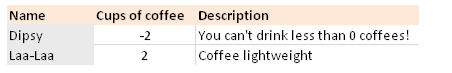 Name Cups of coffee Description
Dipsy -2 You can't drink less than 0 coffees!
Laa-Laa 2 Coffee lightweight